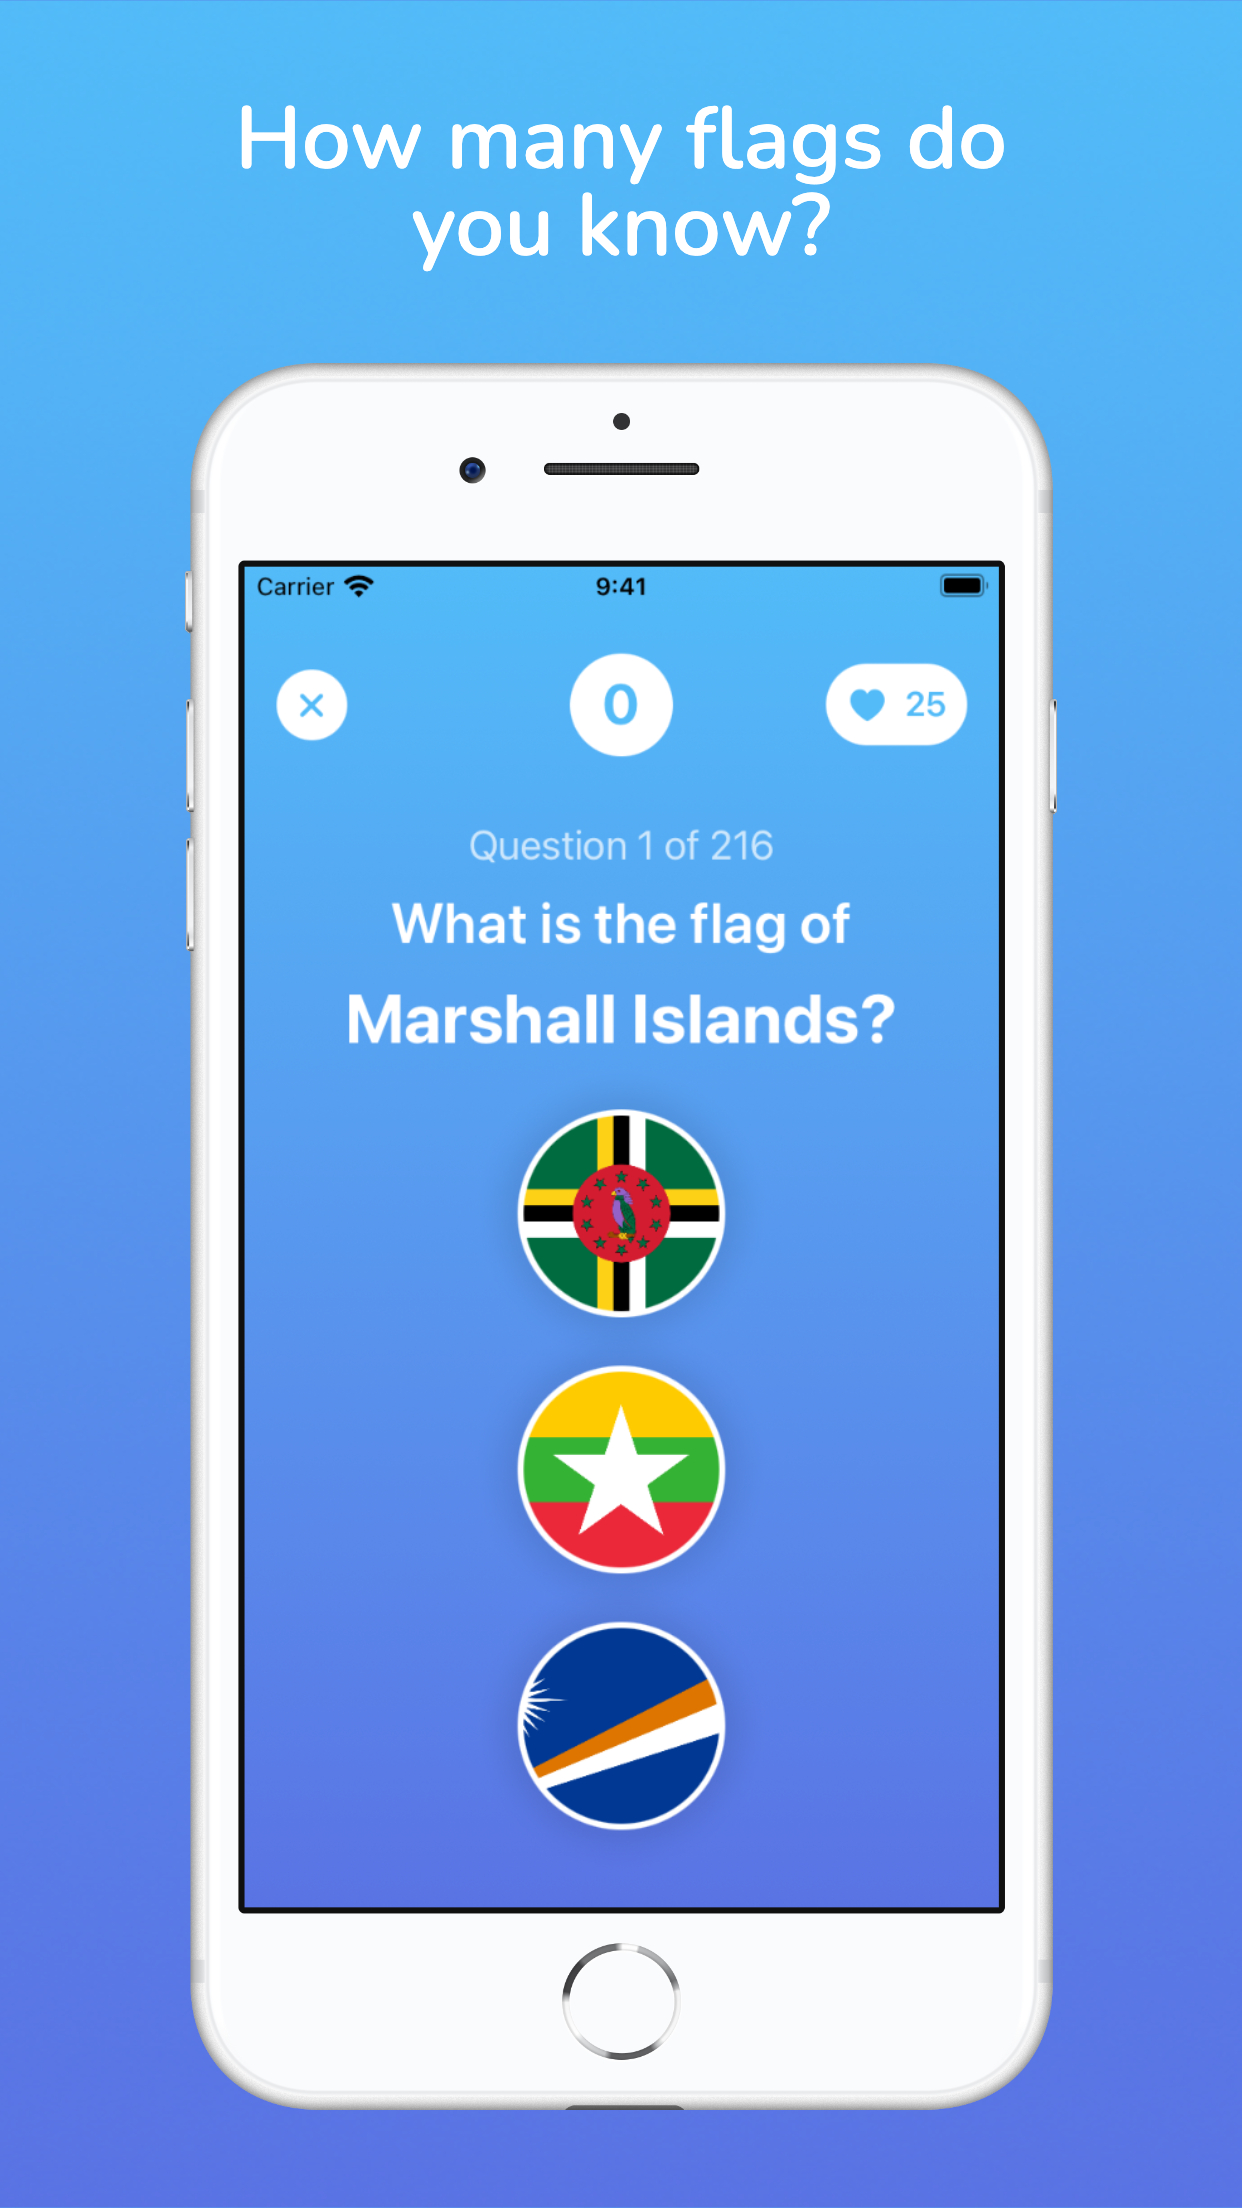 How many flags do
you know?
Carrier 9:41
0
25
Question 1 of 216
What is the flag of
Marshall Islands?